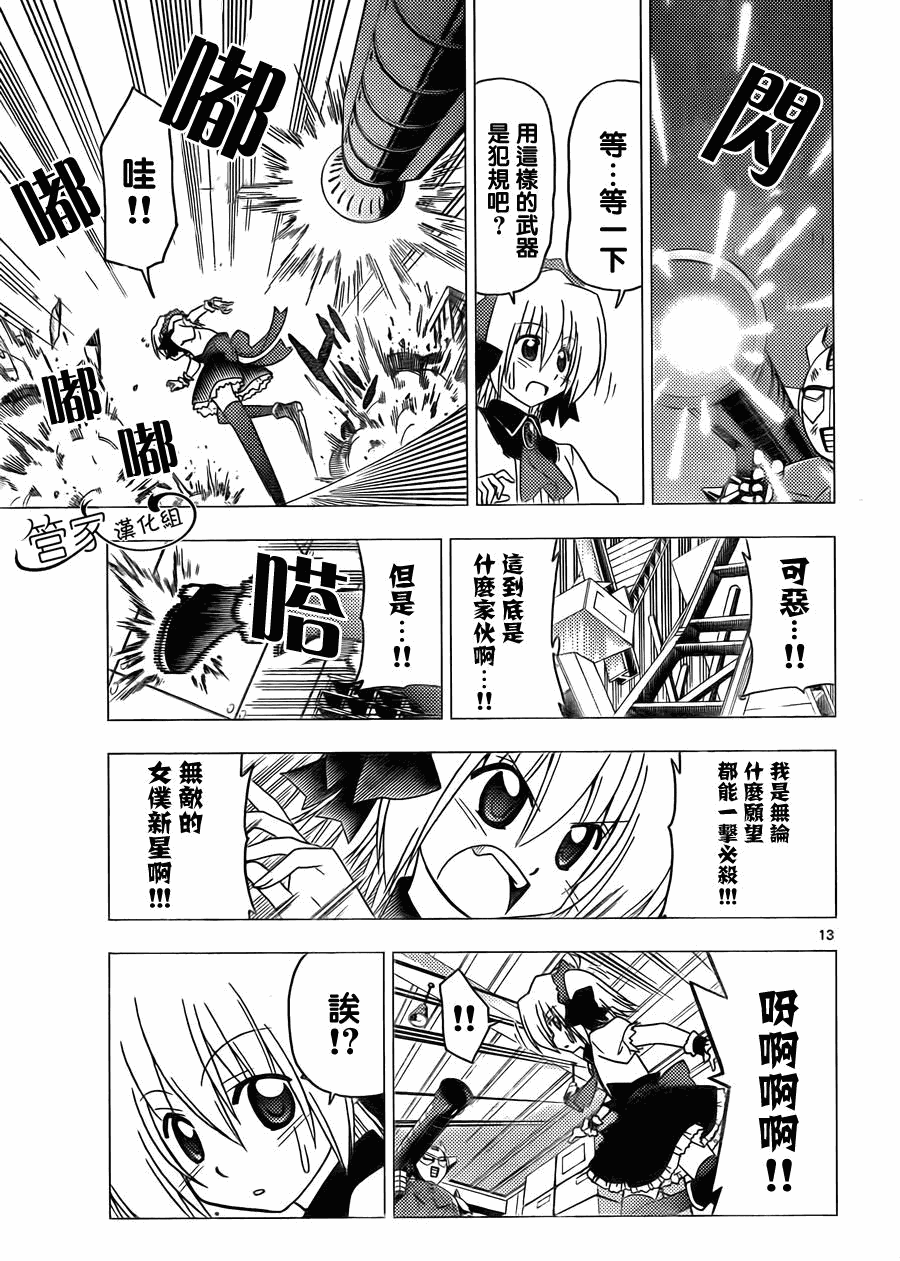 閃
等…等一下
用這樣的武器
是犯規吧？
嘟
哇!!
嘟
嘟
嘟
管家
漢化組
可惡…!!
這到底是
什麼家伙啊…!!
但是…!!
嗒
我是無論
什麼願望
都能一擊必殺!!!
無敵的
女僕新星啊!!!
13
呀啊啊啊!!
!!
誒!?